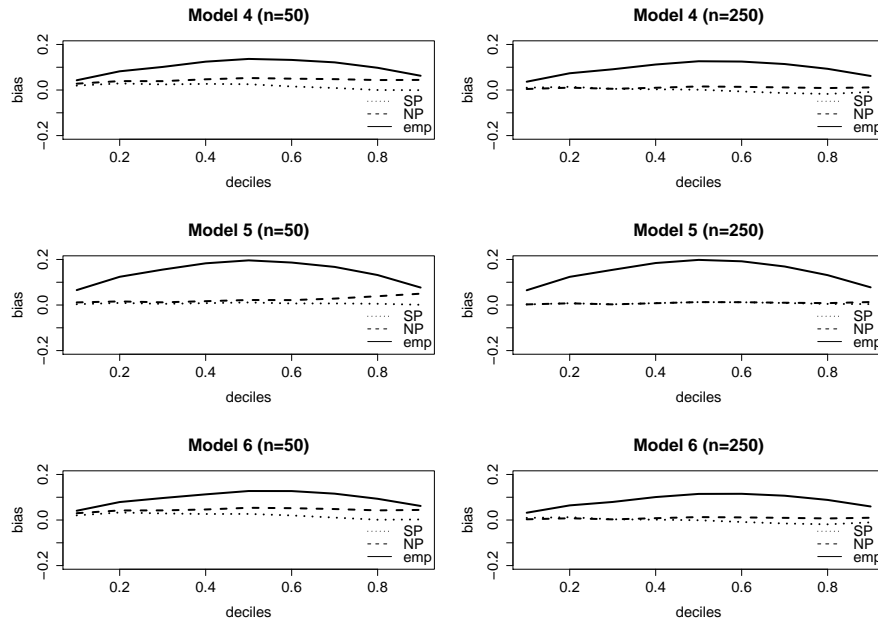 Model 4 (n=50)
bias
0.2
0.0
−0.2
SP
NP
emp
0.2 0.4 0.6 0.8
deciles
Model 4 (n=250)
bias
0.2
0.0
−0.2
SP
NP
emp
0.2 0.4 0.6 0.8
deciles
Model 5 (n=50)
bias
0.2
0.0
−0.2
SP
NP
emp
0.2 0.4 0.6 0.8
deciles
Model 5 (n=250)
bias
0.2
0.0
−0.2
SP
NP
emp
0.2 0.4 0.6 0.8
deciles
Model 6 (n=50)
bias
0.2
0.0
−0.2
SP
NP
emp
0.2 0.4 0.6 0.8
deciles
Model 6 (n=250)
bias
0.2
0.0
−0.2
SP
NP
emp
0.2 0.4 0.6 0.8
deciles